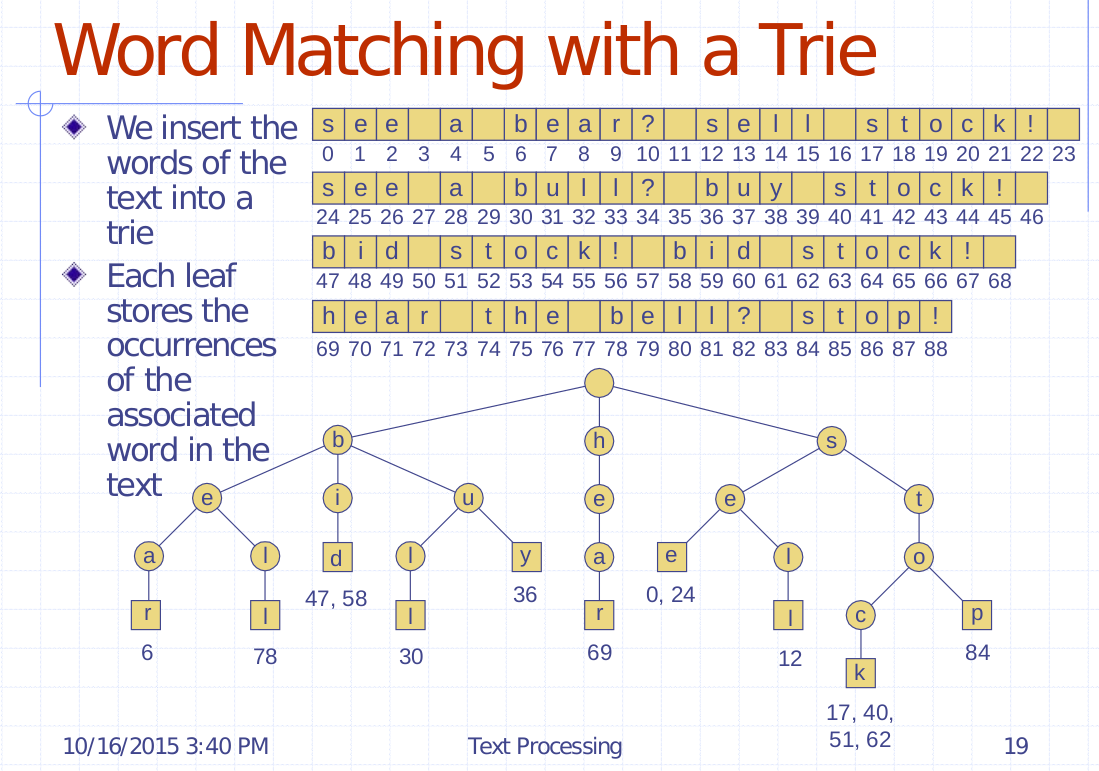 Word Matching with a Trie
We insert the
words of the
text into a
trie
Each leaf
stores the
occurrences
of the
associated
word in the
text
s e e a b e a r ? s e l l s t o c k !
0 1 2 3 4 5 6 7 8 9 10 11 12 13 14 15 16 17 18 19 20 21 22 23
s e e a b u l l ? b u y s t o c k !
24 25 26 27 28 29 30 31 32 33 34 35 36 37 38 39 40 41 42 43 44 45 46
b i d s t o c k ! b i d s t o c k !
47 48 49 50 51 52 53 54 55 56 57 58 59 60 61 62 63 64 65 66 67 68
h e a r t h e b e l l ? s t o p !
69 70 71 72 73 74 75 76 77 78 79 80 81 82 83 84 85 86 87 88
b h s
e i u e e t
a l d l y a e l o
47, 58 36 0, 24
r l l r l c p
6 78 30 69 12 84
k
17, 40,
51, 62
10/16/2015 3:40 PM Text Processing 19